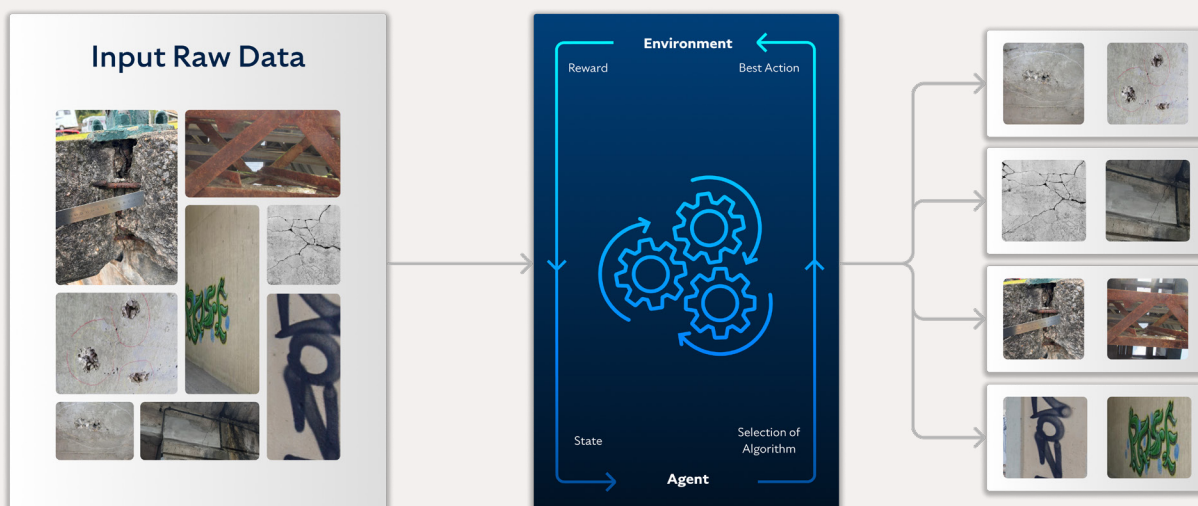 Input Raw Data
Environment
Reward
Best Action
State
Selection of
Algorithm
Agent